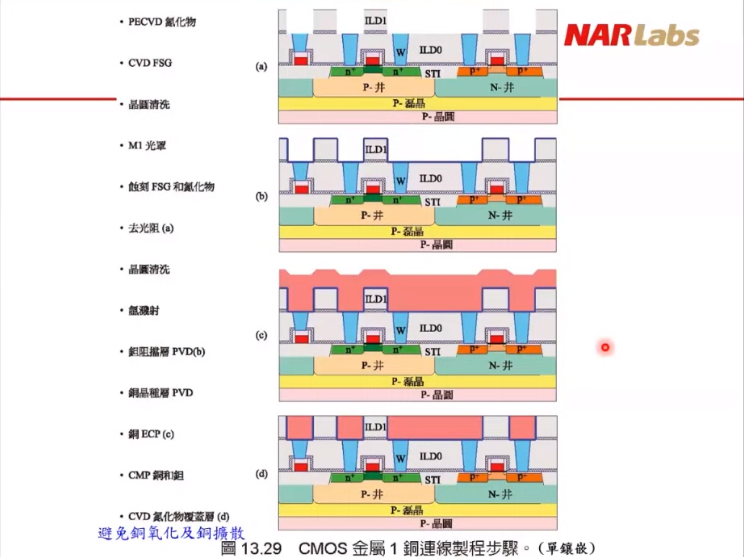 NARLabs
• PECVD 氮化物
• CVD FSG
• 晶圓清洗
• M1 光罩
• 蝕刻 FSG 和氮化物
• 去光阻 (a)
• 晶圓清洗
• 氬濺射
• 鉭阻擋層 PVD(b)
• 銅晶種層 PVD
• 銅 ECP (c)
• CMP 銅和鉭
• CVD 氮化物覆蓋層 (d)
避免銅氧化及銅擴散
(a)
ILD1
W ILD0
n⁺ n⁺ STI p⁺ p⁺
P- 井 N- 井
P- 磊晶
P- 晶圓
(b)
ILD1
W ILD0
n⁺ n⁺ STI p⁺ p⁺
P- 井 N- 井
P- 磊晶
P- 晶圓
(c)
ILD1
W ILD0
n⁺ n⁺ STI p⁺ p⁺
P- 井 N- 井
P- 磊晶
P- 晶圓
(d)
ILD1
W ILD0
n⁺ n⁺ STI p⁺ p⁺
P- 井 N- 井
P- 磊晶
P- 晶圓
圖 13.29 CMOS 金屬 1 銅連線製程步驟。(單鑲嵌)